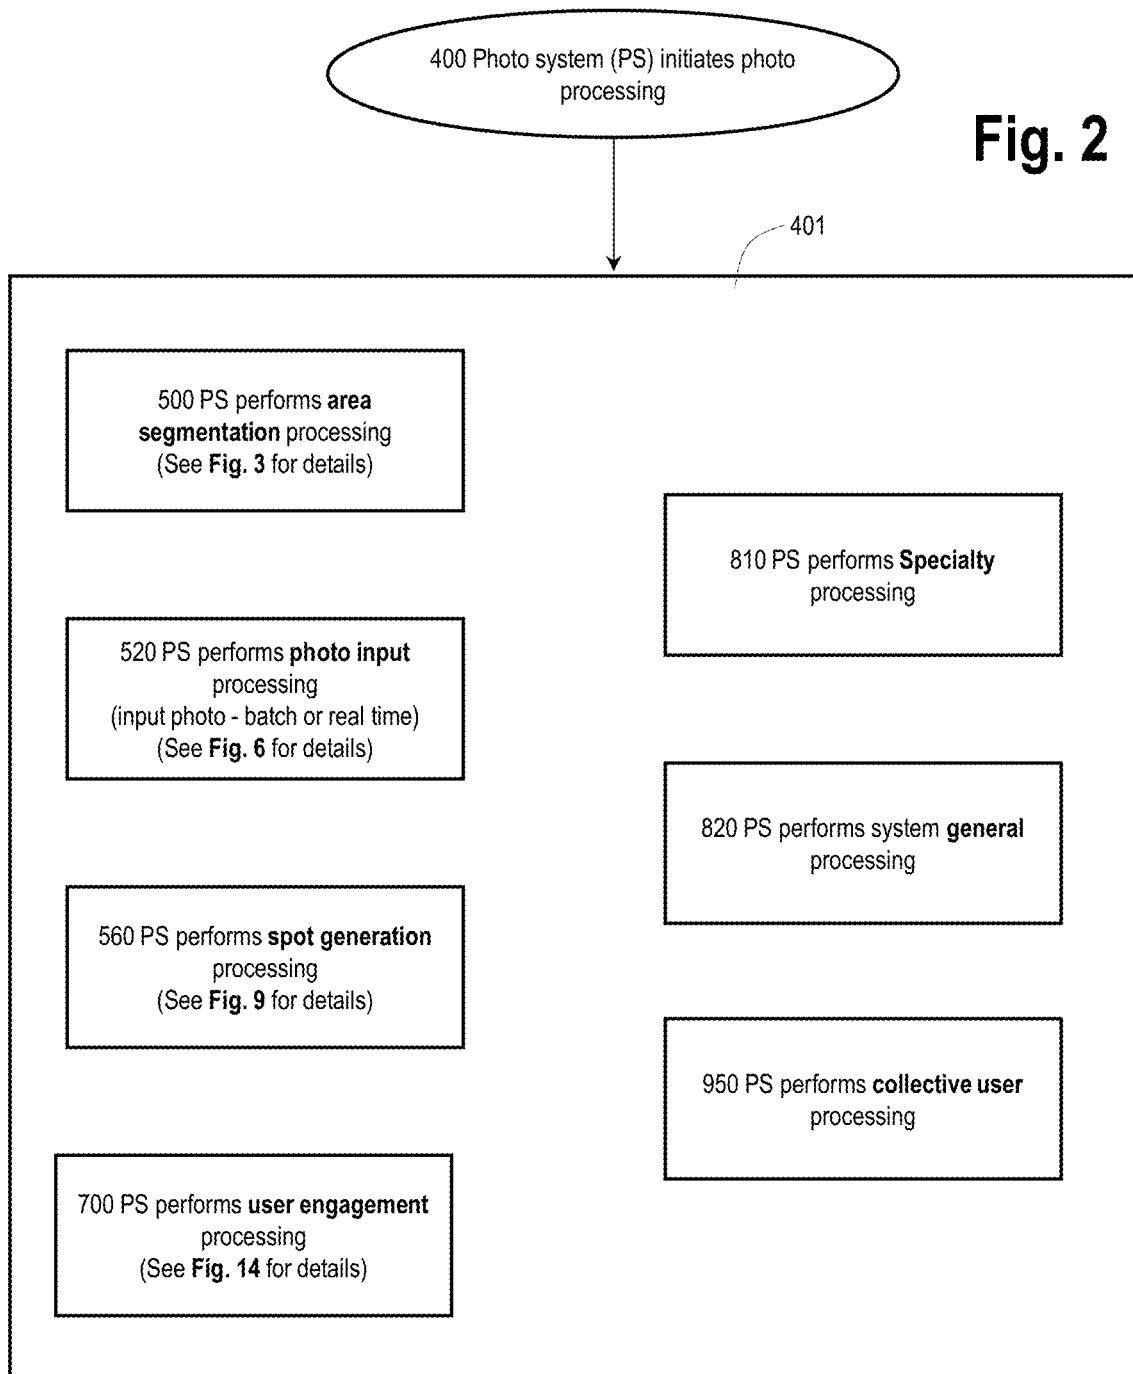 400 Photo system (PS) initiates photo
processing
Fig. 2
401
500 PS performs area
segmentation processing
(See Fig. 3 for details)
520 PS performs photo input
processing
(input photo - batch or real time)
(See Fig. 6 for details)
560 PS performs spot generation
processing
(See Fig. 9 for details)
700 PS performs user engagement
processing
(See Fig. 14 for details)
810 PS performs Specialty
processing
820 PS performs system general
processing
950 PS performs collective user
processing